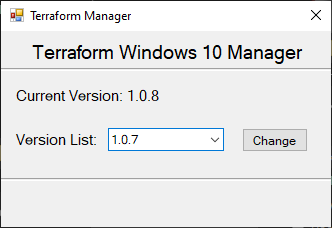 Terraform Manager
Terraform Windows 10 Manager
Current Version: 1.0.8
Version List: 1.0.7 Change